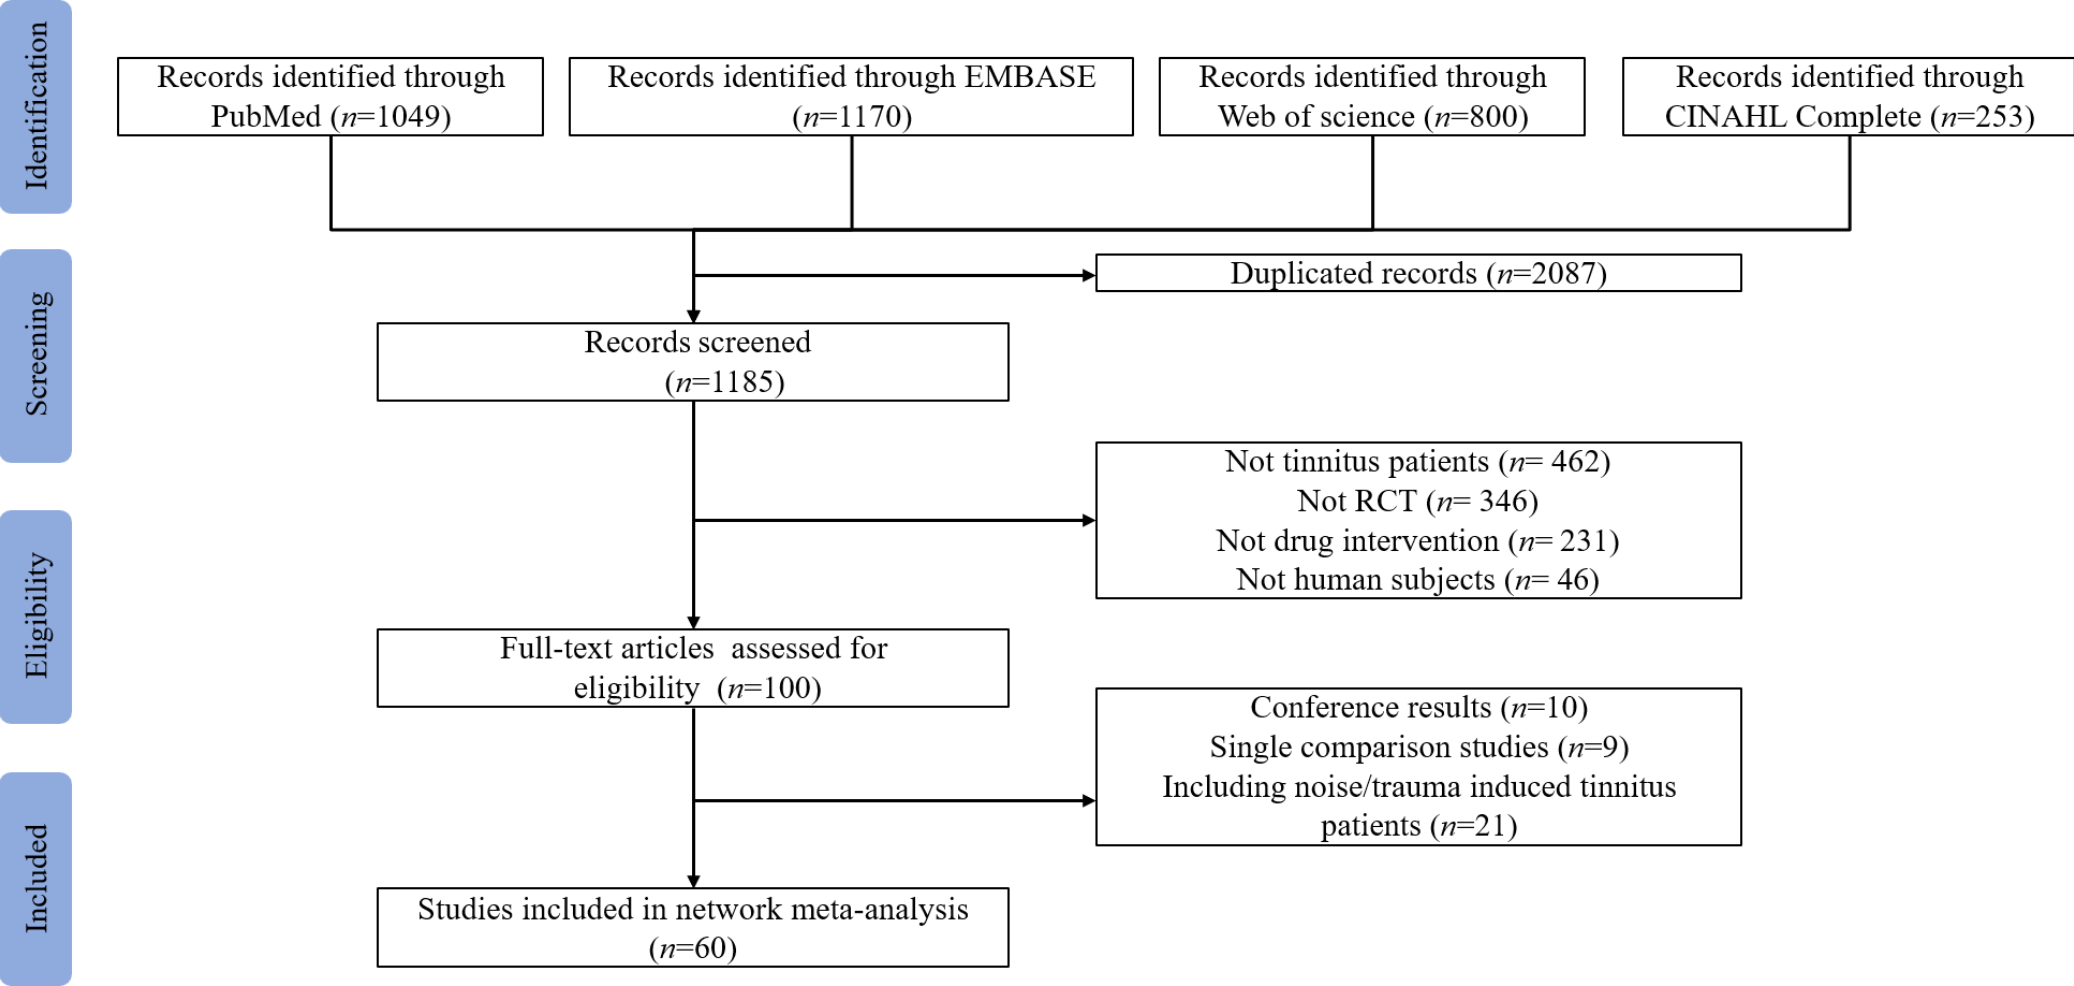 Identification
Records identified through
PubMed (n=1049)
Records identified through EMBASE
(n=1170)
Records identified through
Web of science (n=800)
Records identified through
CINAHL Complete (n=253)
Screening
Duplicated records (n=2087)
Records screened
(n=1185)
Not tinnitus patients (n= 462)
Not RCT (n= 346)
Not drug intervention (n= 231)
Not human subjects (n= 46)
Eligibility
Full-text articles  assessed for
eligibility  (n=100)
Conference results (n=10)
Single comparison studies (n=9)
Including noise/trauma induced tinnitus
patients (n=21)
Included
Studies included in network meta-analysis
(n=60)